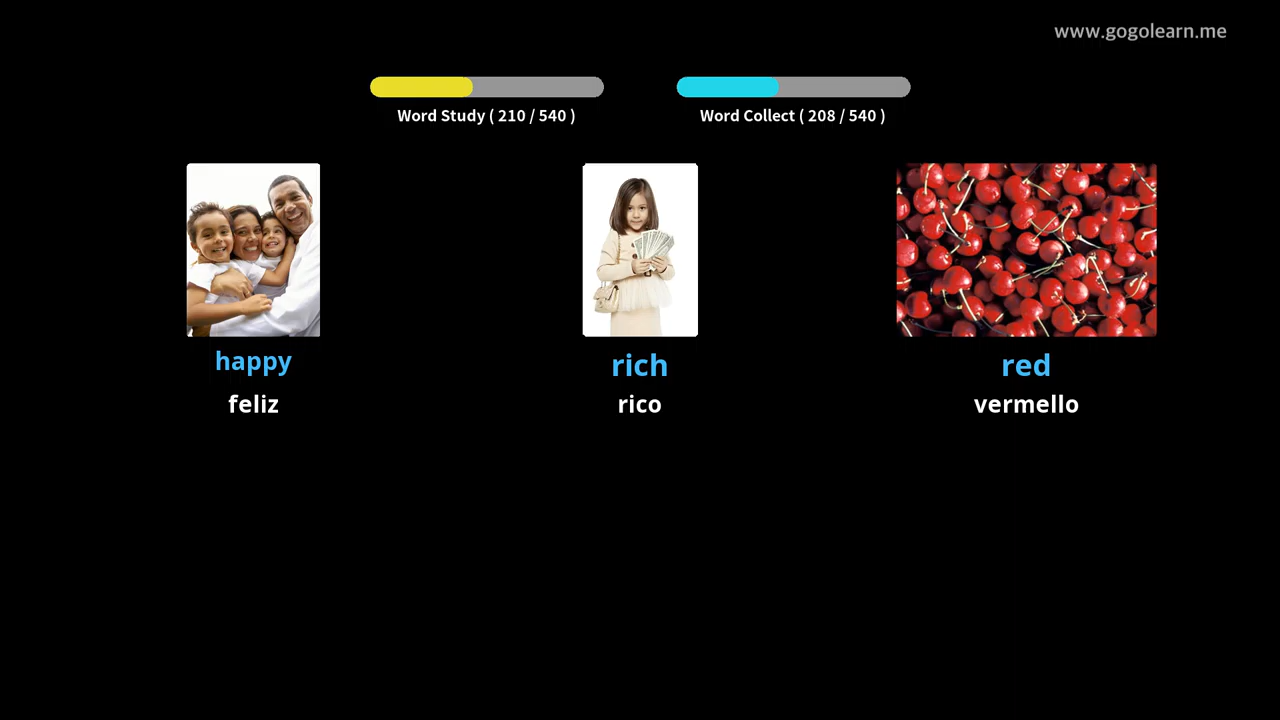 www.gogolearn.me
Word Study ( 210 / 540 )
Word Collect ( 208 / 540 )
happy
rich
red
feliz
rico
vermello